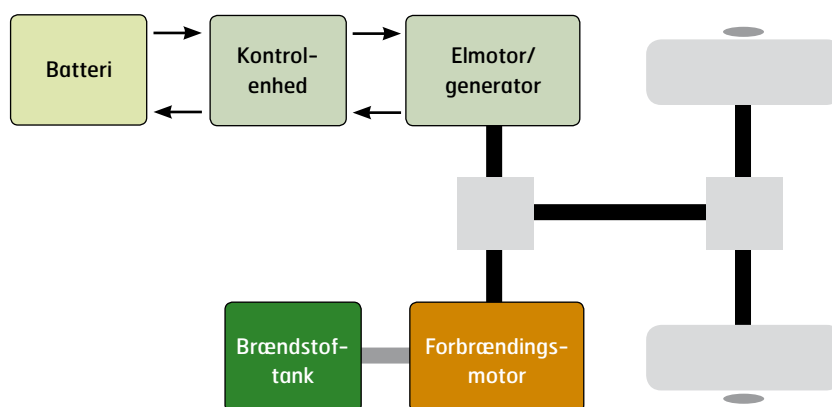 Batteri
Kontrol-
enhed
Elmotor/
generator
Brændstof-
tank
Forbrændings-
motor